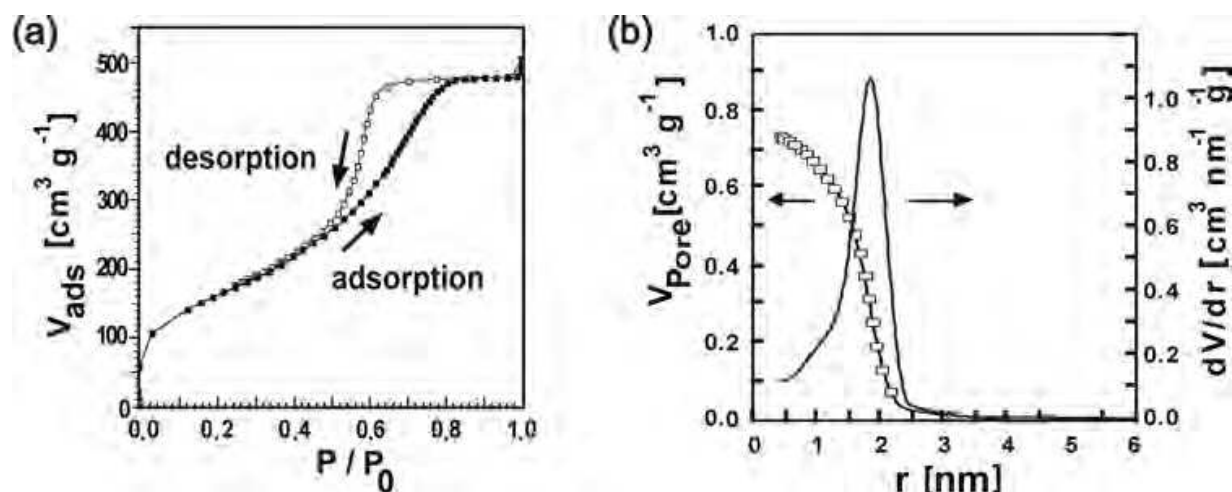 (a)
V_ads [cm³ g⁻¹]
500
400
300
200
100
0
desorption
adsorption
0.0 0.2 0.4 0.6 0.8 1.0
P / P₀
(b)
V_Pore [cm³ g⁻¹]
1.0
0.8
0.6
0.4
0.2
0.0
1.0
0.8
0.6
0.4
0.2
0.0
dV/dr [cm³ nm⁻¹ g]
0 1 2 3 4 5 6
r [nm]